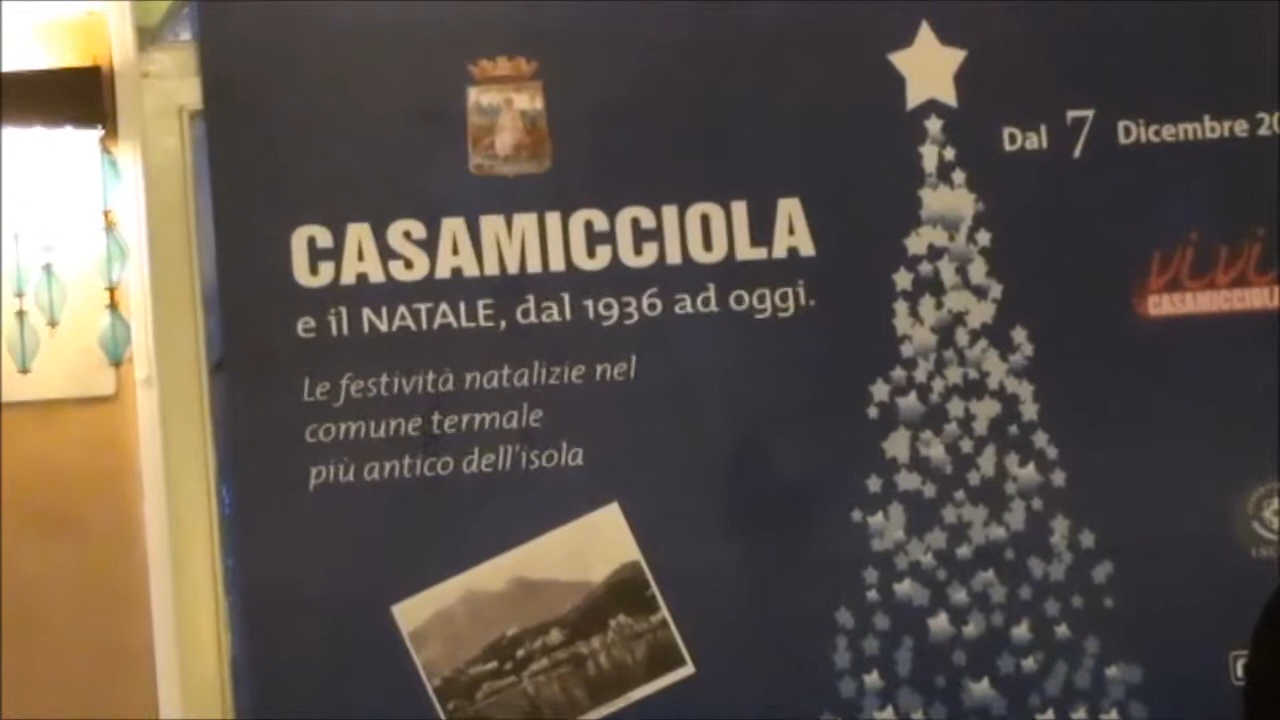 CASAMICCIOLA
e il NATALE, dal 1936 ad oggi.
Le festività natalizie nel
comune termale
più antico dell'isola
Dal 7 Dicembre 20
vivi
CASAMICCIOLA